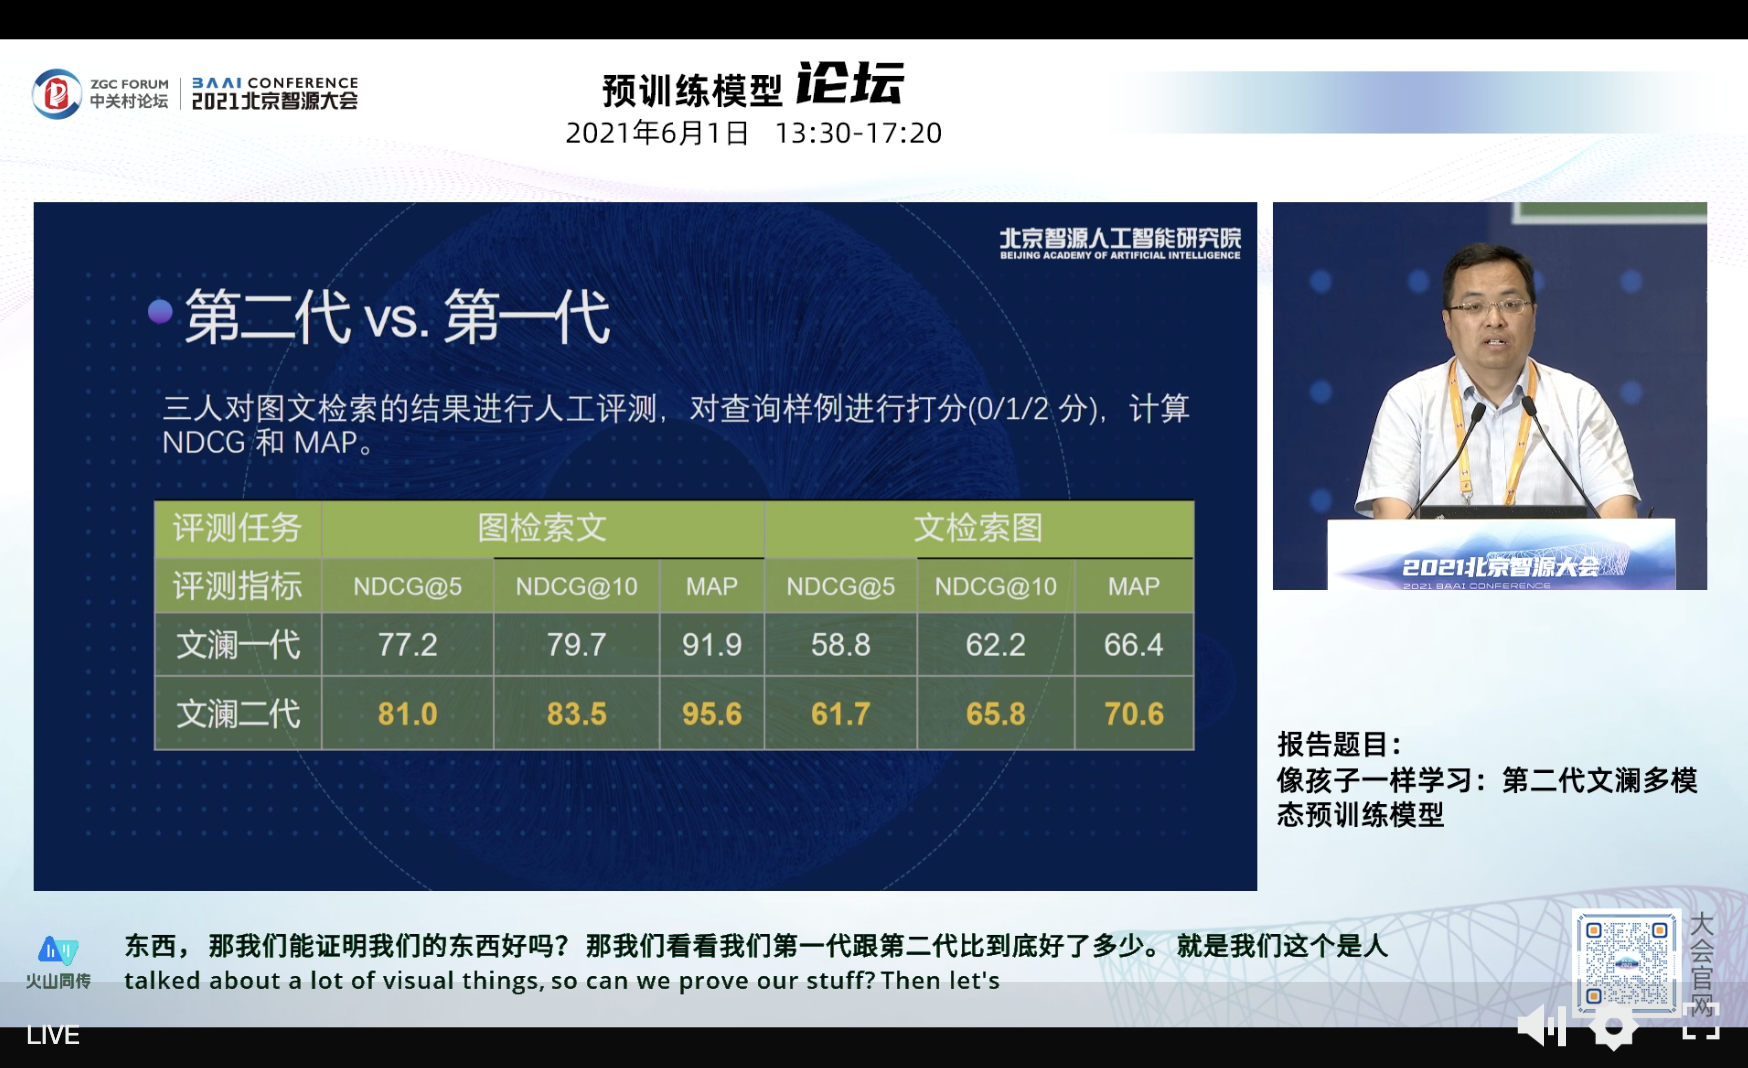 ZGC FORUM
中关村论坛
BAAI CONFERENCE
2021北京智源大会
预训练模型 论坛
2021年6月1日 13:30-17:20
北京智源人工智能研究院
BEIJING ACADEMY OF ARTIFICIAL INTELLIGENCE
第二代 vs. 第一代
三人对图文检索的结果进行人工评测，对查询样例进行打分(0/1/2 分)，计算
NDCG 和 MAP。
评测任务 图检索文 文检索图
评测指标 NDCG@5 NDCG@10 MAP NDCG@5 NDCG@10 MAP
文澜一代 77.2 79.7 91.9 58.8 62.2 66.4
文澜二代 81.0 83.5 95.6 61.7 65.8 70.6
2021北京智源大会
2021 BAAI CONFERENCE
报告题目：
像孩子一样学习：第二代文澜多模
态预训练模型
火山同传
东西， 那我们能证明我们的东西好吗？ 那我们看看我们第一代跟第二代比到底好了多少。 就是我们这个是人
talked about a lot of visual things, so can we prove our stuff? Then let's
大会官网
LIVE